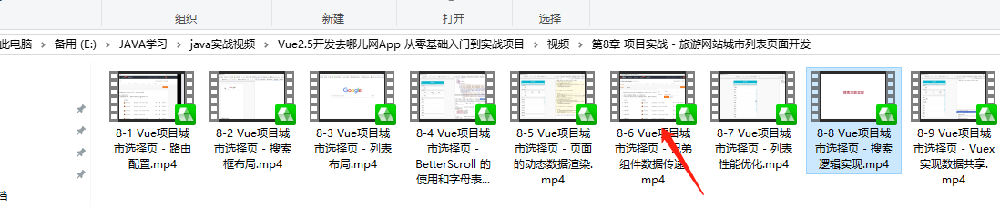 组织
新建
打开
选择
此电脑 › 备用 (E:) › JAVA学习 › java实战视频 › Vue2.5开发去哪儿网App 从零基础入门到实战项目 › 视频 › 第8章 项目实战 - 旅游网站城市列表页面开发
Google
搜索功能实现
8-1 Vue项目城
市选择页 - 路由
配置.mp4
8-2 Vue项目城
市选择页 - 搜索
框布局.mp4
8-3 Vue项目城
市选择页 - 列表
布局.mp4
8-4 Vue项目城
市选择页 -
BetterScroll 的
使用和字母表...
8-5 Vue项目城
市选择页 - 页面
的动态数据渲染.
mp4
8-6 Vue项目城
市选择页 - 兄弟
组件数据传递.
mp4
8-7 Vue项目城
市选择页 - 列表
性能优化.mp4
8-8 Vue项目城
市选择页 - 搜索
逻辑实现.mp4
8-9 Vue项目城
市选择页 - Vuex
实现数据共享.
mp4
档